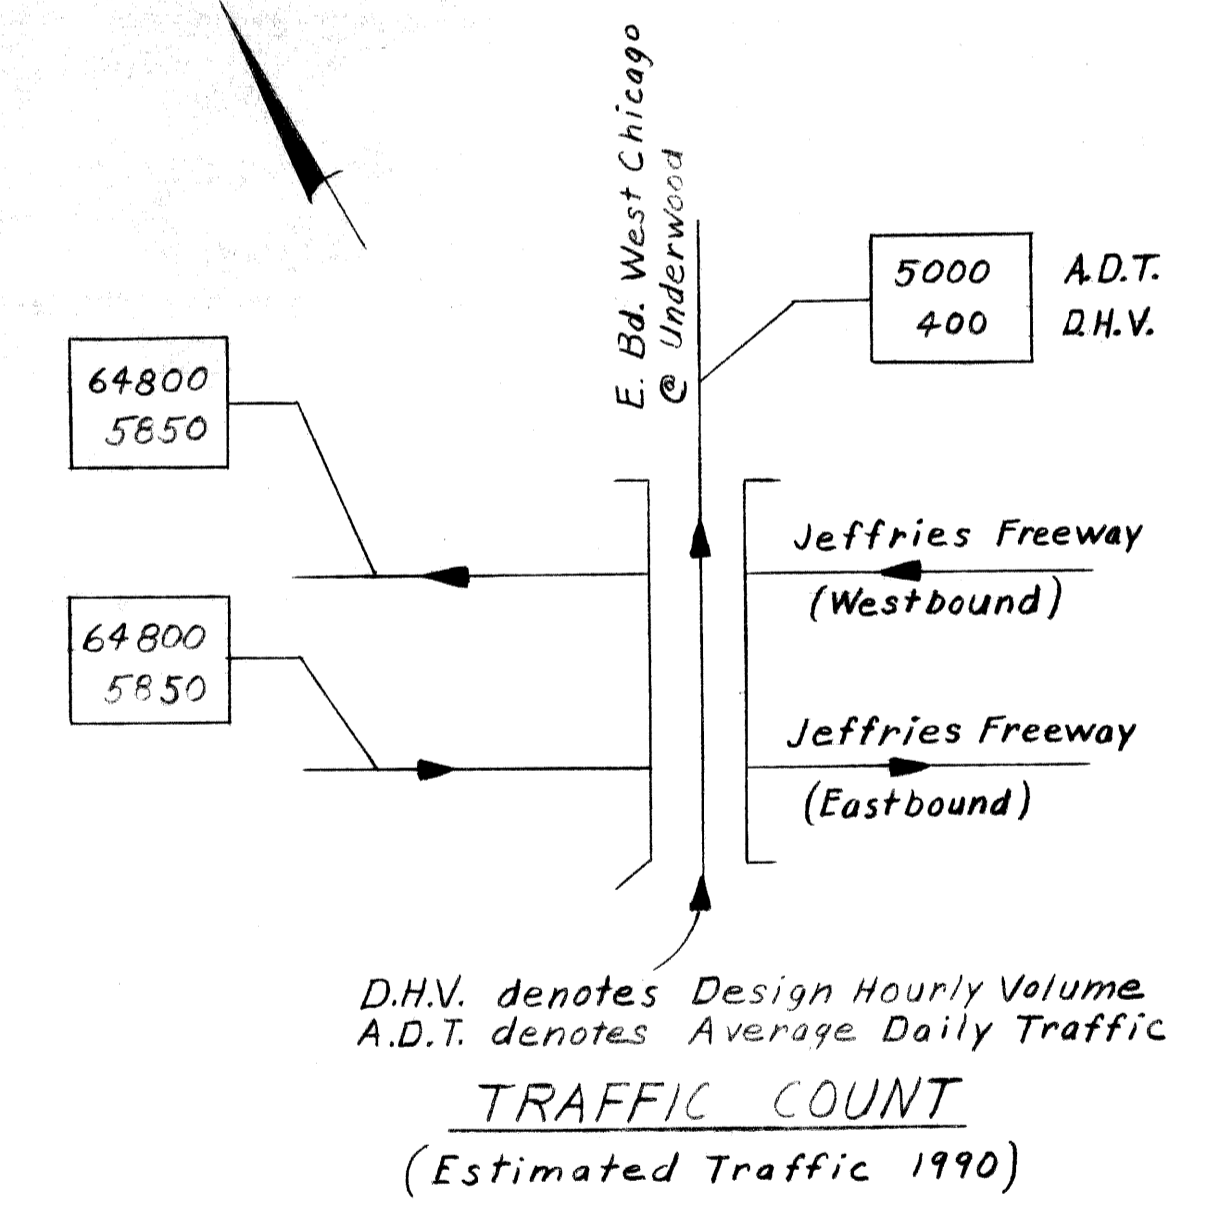 E. Bd. West Chicago
@ Underwood
5000 A.D.T.
400 D.H.V.
64800
5850
Jeffries Freeway
(Westbound)
64800
5850
Jeffries Freeway
(Eastbound)
D.H.V. denotes Design Hourly Volume
A.D.T. denotes Average Daily Traffic
TRAFFIC COUNT
(Estimated Traffic 1990)